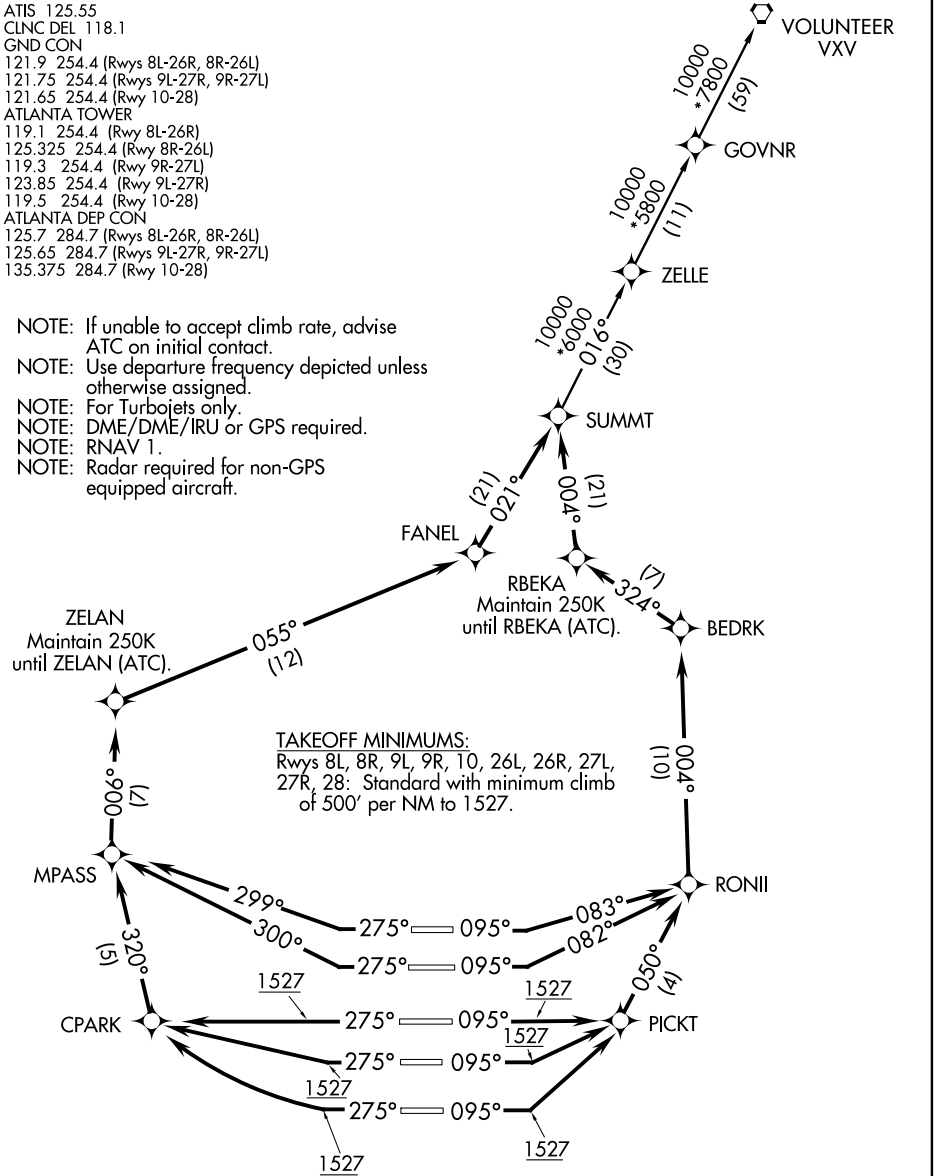 ATIS 125.55
CLNC DEL 118.1
GND CON
121.9 254.4 (Rwys 8L-26R, 8R-26L)
121.75 254.4 (Rwys 9L-27R, 9R-27L)
121.65 254.4 (Rwy 10-28)
ATLANTA TOWER
119.1 254.4 (Rwy 8L-26R)
125.325 254.4 (Rwy 8R-26L)
119.3 254.4 (Rwy 9R-27L)
123.85 254.4 (Rwy 9L-27R)
119.5 254.4 (Rwy 10-28)
ATLANTA DEP CON
125.7 284.7 (Rwys 8L-26R, 8R-26L)
125.65 284.7 (Rwys 9L-27R, 9R-27L)
135.375 284.7 (Rwy 10-28)
VOLUNTEER
VXV
10000
*7800
(59)
GOVNR
10000
*5800
(11)
ZELLE
10000
*6000
016°
(30)
SUMMT
NOTE: If unable to accept climb rate, advise
ATC on initial contact.
NOTE: Use departure frequency depicted unless
otherwise assigned.
NOTE: For Turbojets only.
NOTE: DME/DME/IRU or GPS required.
NOTE: RNAV 1.
NOTE: Radar required for non-GPS
equipped aircraft.
(21)
021°
(21)
004°
FANEL
RBEKA
Maintain 250K
until RBEKA (ATC).
(7)
324°
BEDRK
ZELAN
Maintain 250K
until ZELAN (ATC).
055°
(12)
TAKEOFF MINIMUMS:
Rwys 8L, 8R, 9L, 9R, 10, 26L, 26R, 27L,
27R, 28: Standard with minimum climb
of 500' per NM to 1527.
004°
(10)
006°
(7)
MPASS
RONII
299°
275° 095°
083°
300°
275° 095°
082°
320°
(5)
050°
(4)
1527
1527
CPARK
275° 095°
PICKT
1527
275° 095°
1527
275° 095°
1527
1527